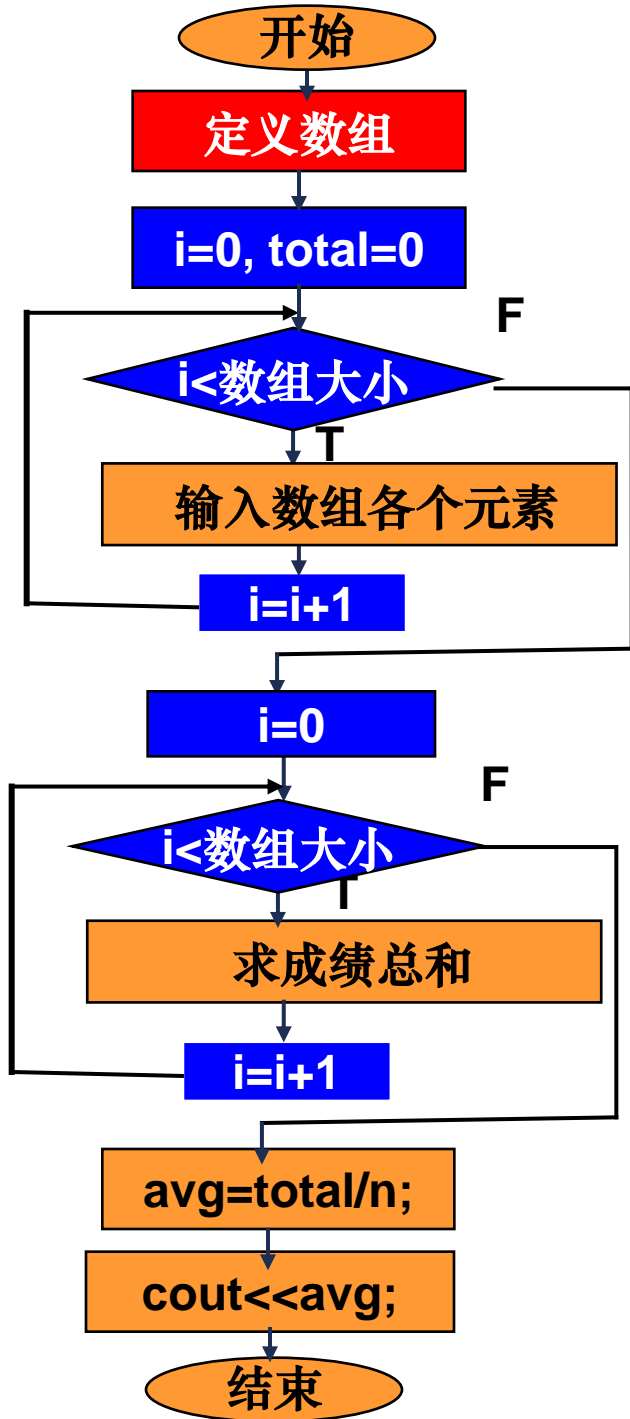 开始
定义数组
i=0, total=0
F
i<数组大小
T
输入数组各个元素
i=i+1
i=0
F
i<数组大小
T
求成绩总和
i=i+1
avg=total/n;
cout<<avg;
结束